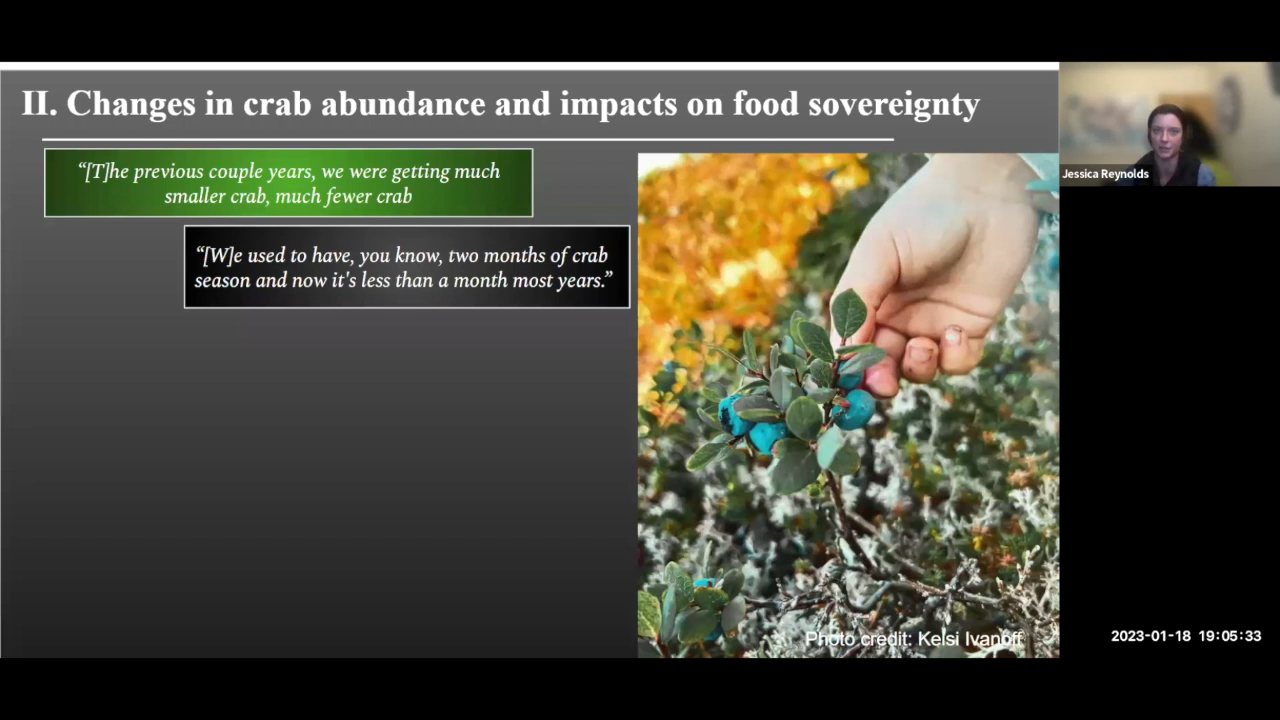 II. Changes in crab abundance and impacts on food sovereignty
“[T]he previous couple years, we were getting much
smaller crab, much fewer crab
“[W]e used to have, you know, two months of crab
season and now it's less than a month most years.”
Photo credit: Kelsi Ivanoff
Jessica Reynolds
2023-01-18 19:05:33